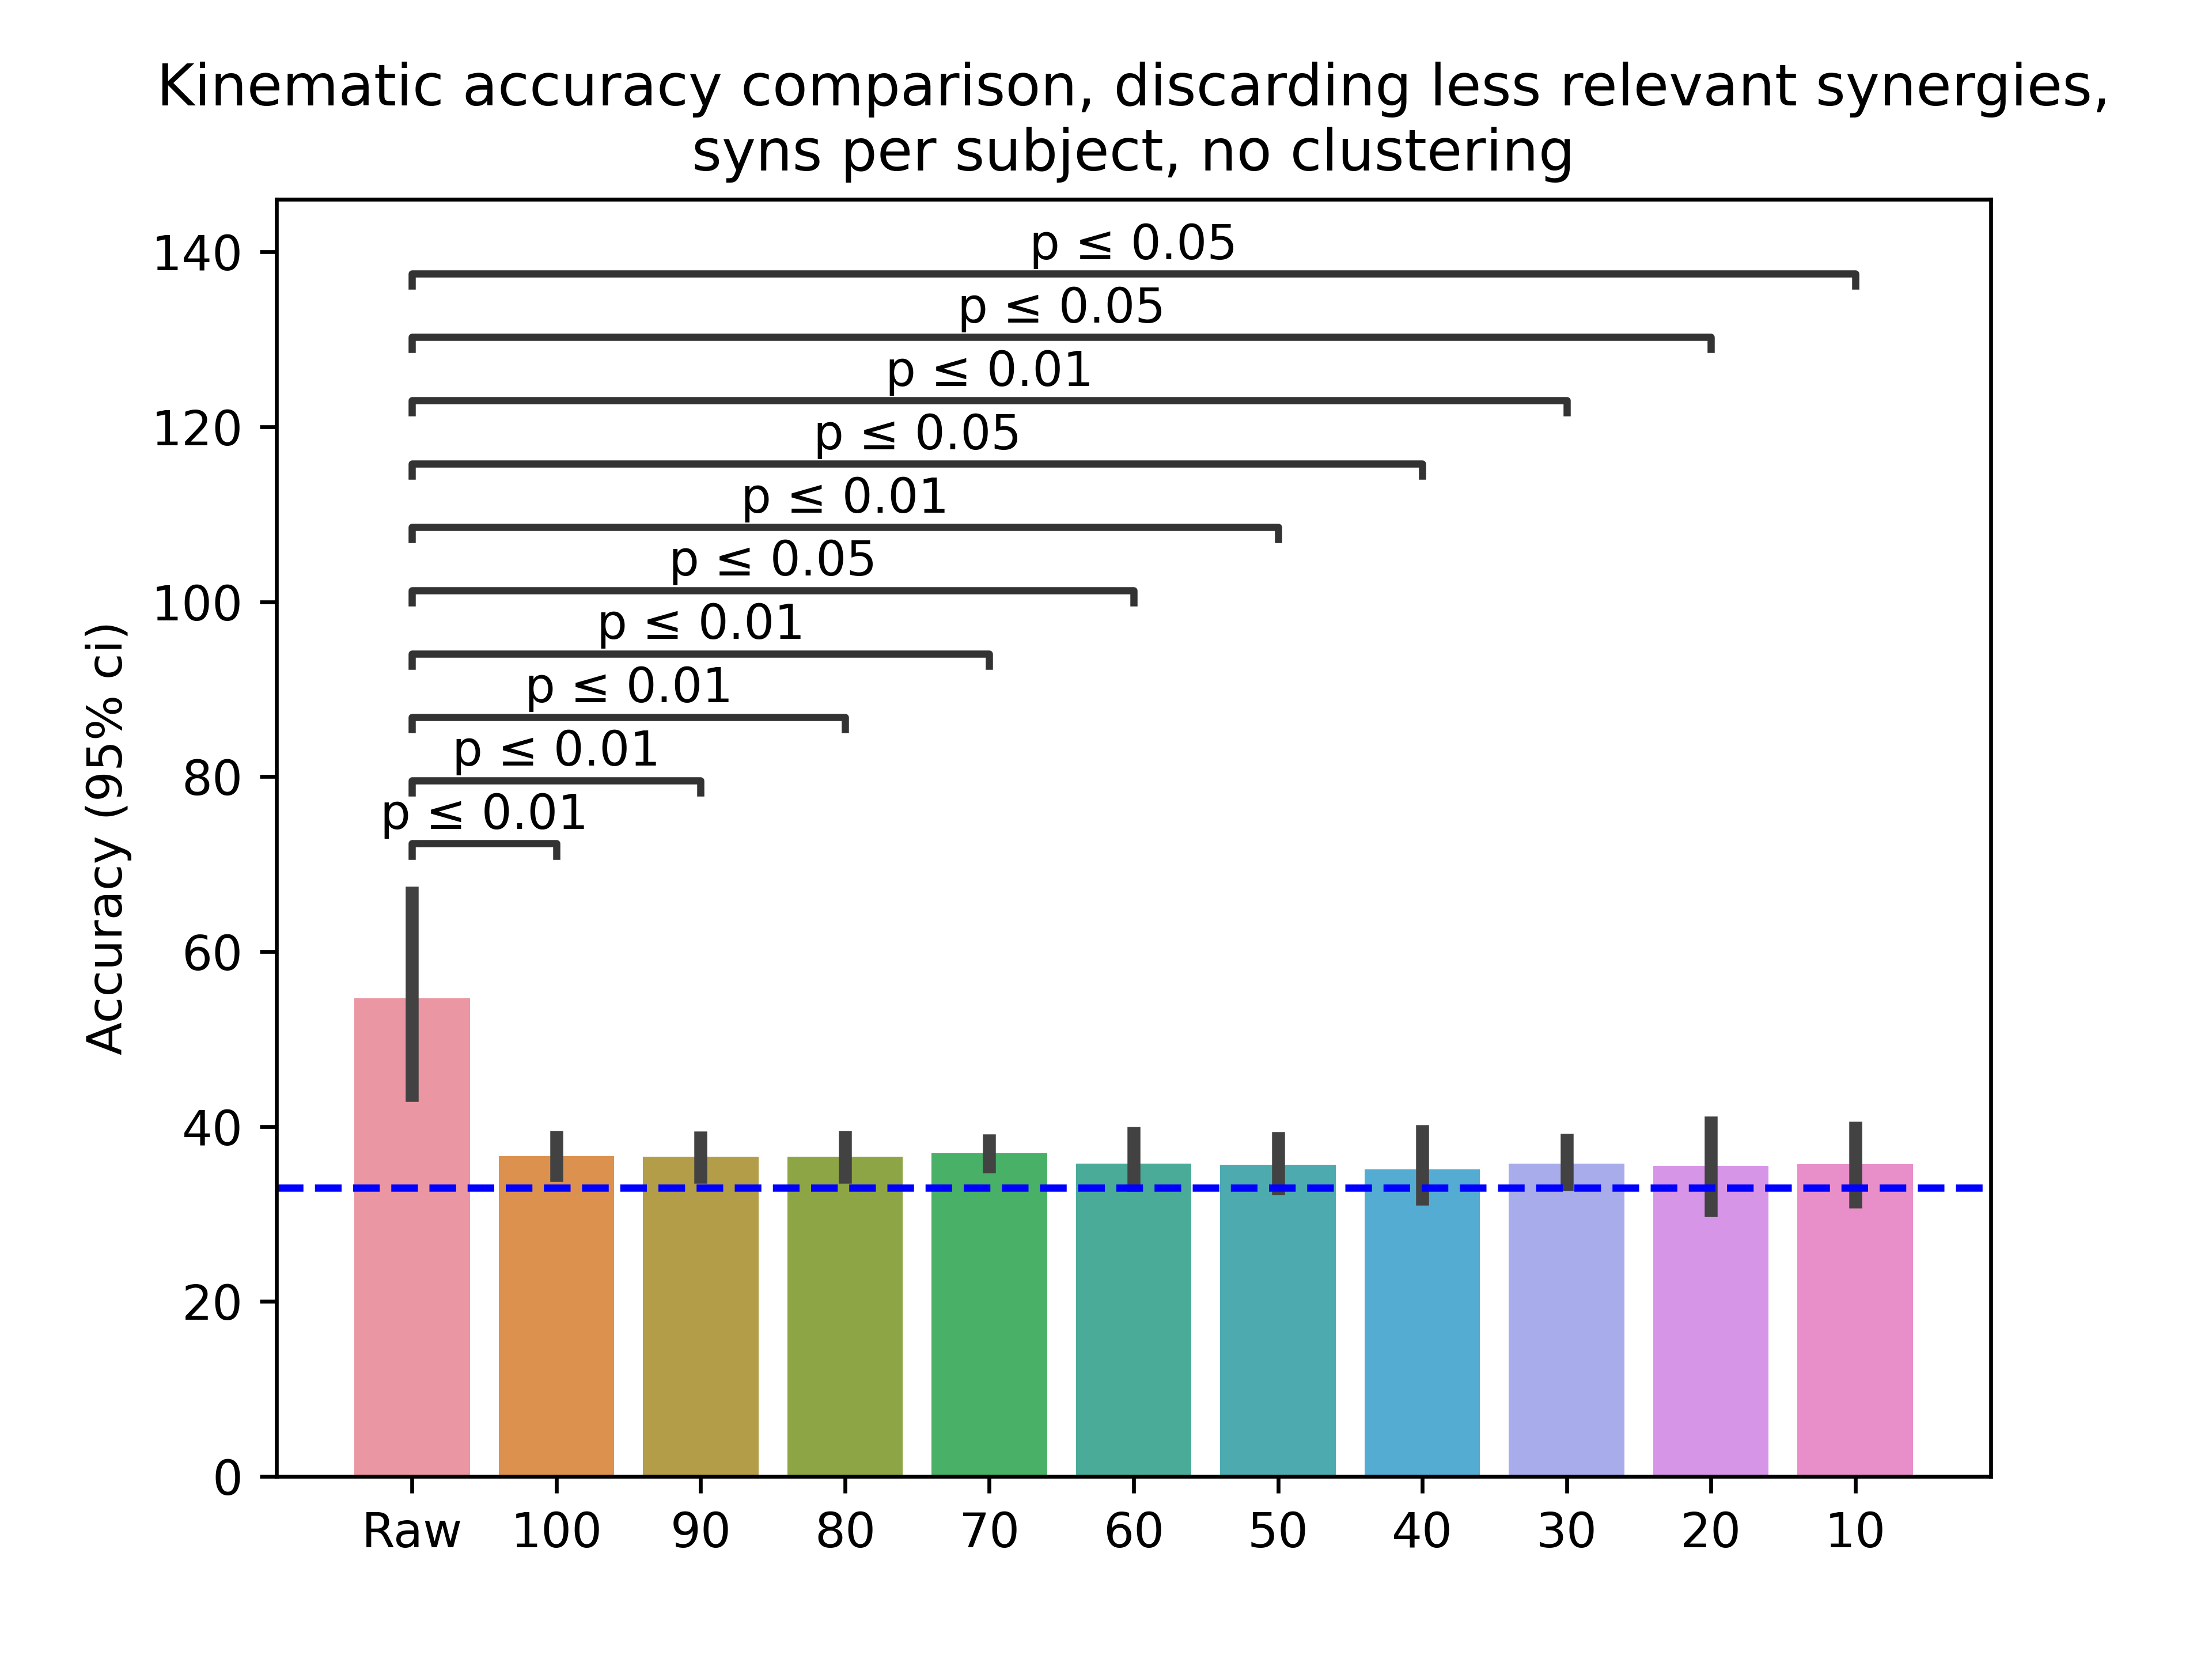 Kinematic accuracy comparison, discarding less relevant synergies,
syns per subject, no clustering
140
120
100
80
60
40
20
0
Accuracy (95% ci)
p ≤ 0.05
p ≤ 0.05
p ≤ 0.01
p ≤ 0.05
p ≤ 0.01
p ≤ 0.05
p ≤ 0.01
p ≤ 0.01
p ≤ 0.01
p ≤ 0.01
Raw 100 90 80 70 60 50 40 30 20 10